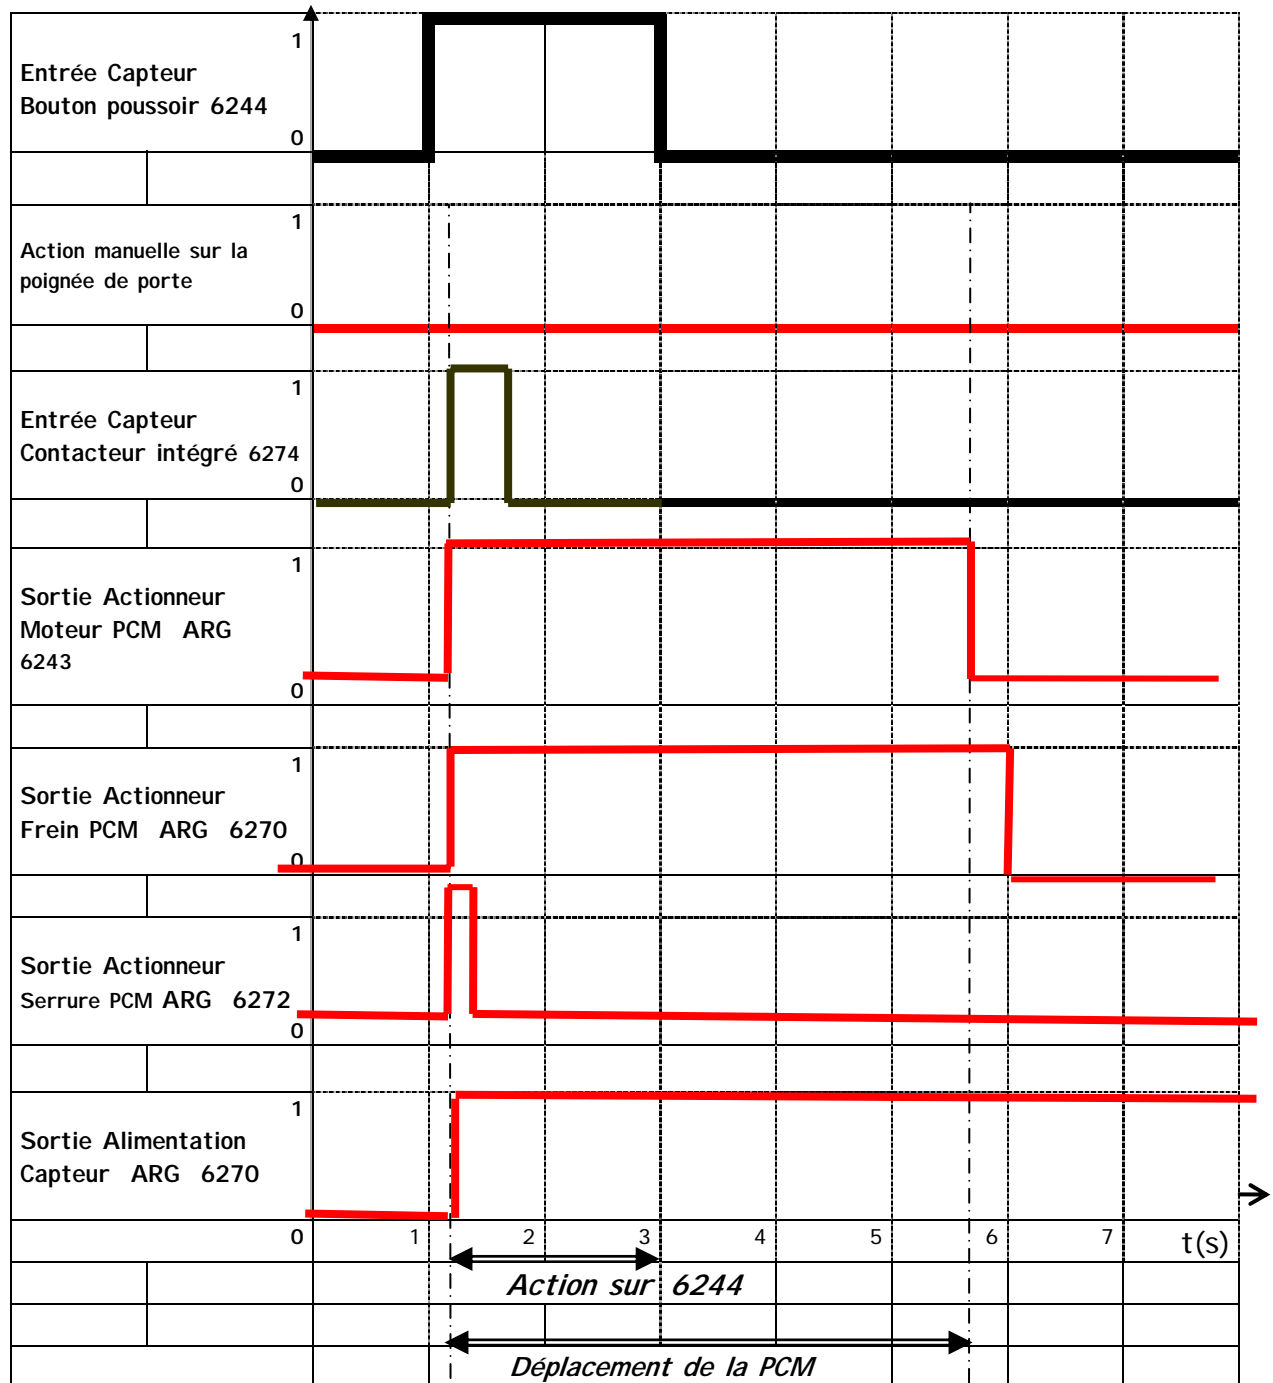 1
Entrée Capteur
Bouton poussoir 6244
0
1
Action manuelle sur la
poignée de porte
0
1
Entrée Capteur
Contacteur intégré 6274
0
1
Sortie Actionneur
Moteur PCM ARG
6243
0
1
Sortie Actionneur
Frein PCM ARG 6270
0
1
Sortie Actionneur
Serrure PCM ARG 6272
0
1
Sortie Alimentation
Capteur ARG 6270
0 1 2 3 4 5 6 7 t(s)
Action sur 6244
Déplacement de la PCM